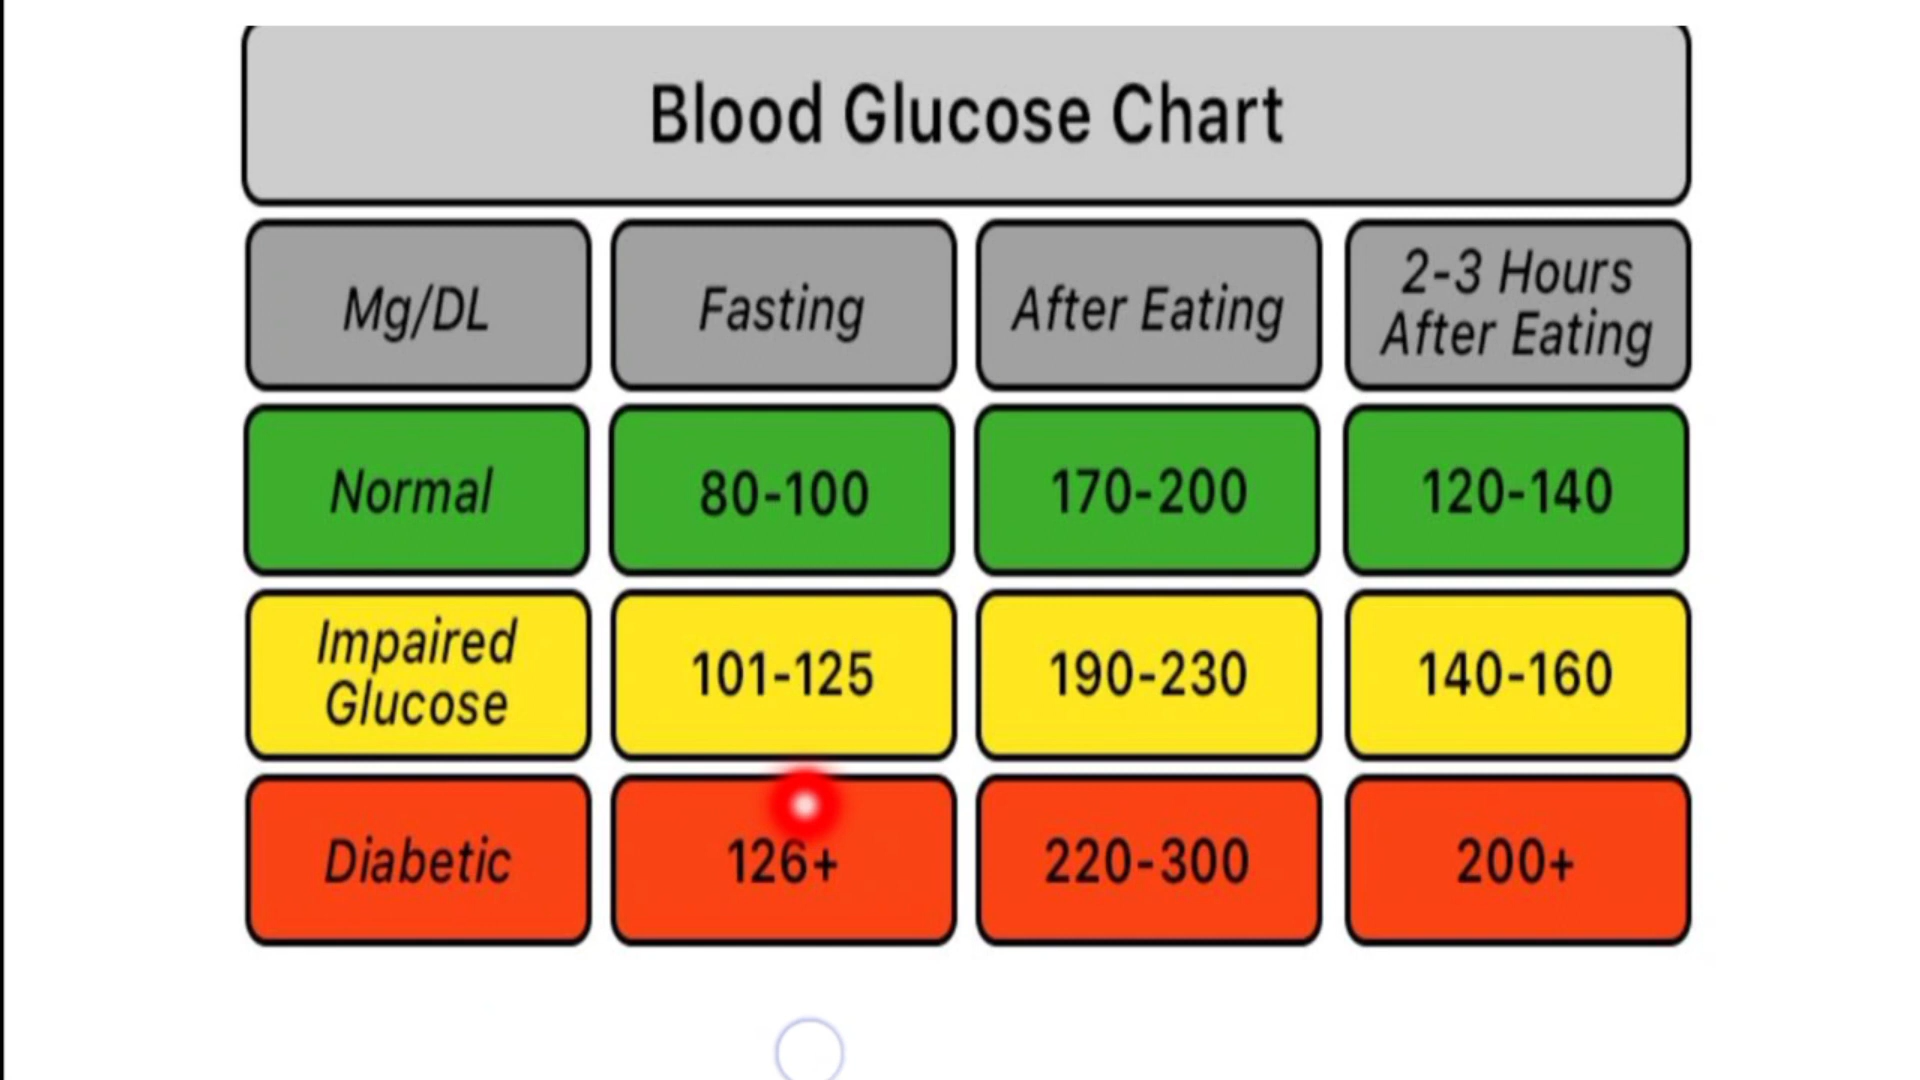 Blood Glucose Chart
Mg/DL
Fasting
After Eating
2-3 Hours
After Eating
Normal
80-100
170-200
120-140
Impaired
Glucose
101-125
190-230
140-160
Diabetic
126+
220-300
200+